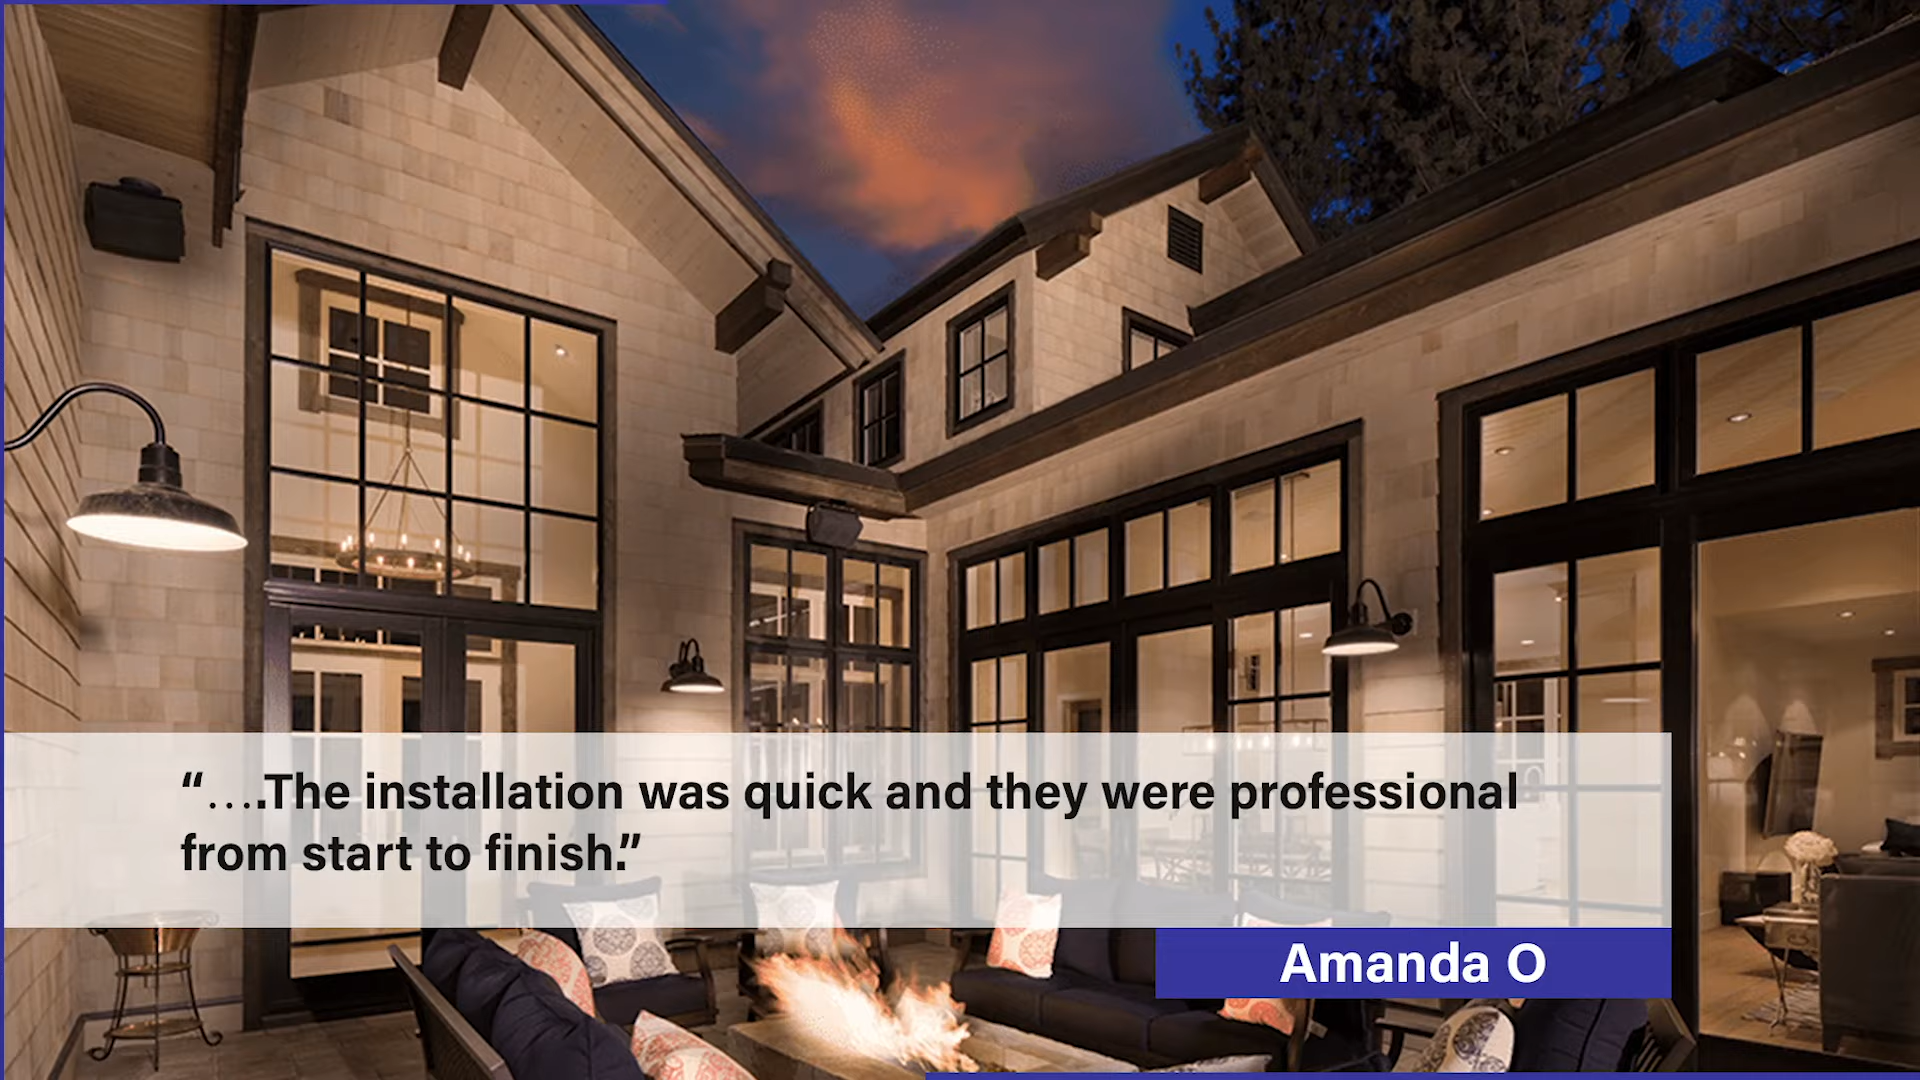 “….The installation was quick and they were professional
from start to finish.”
Amanda O